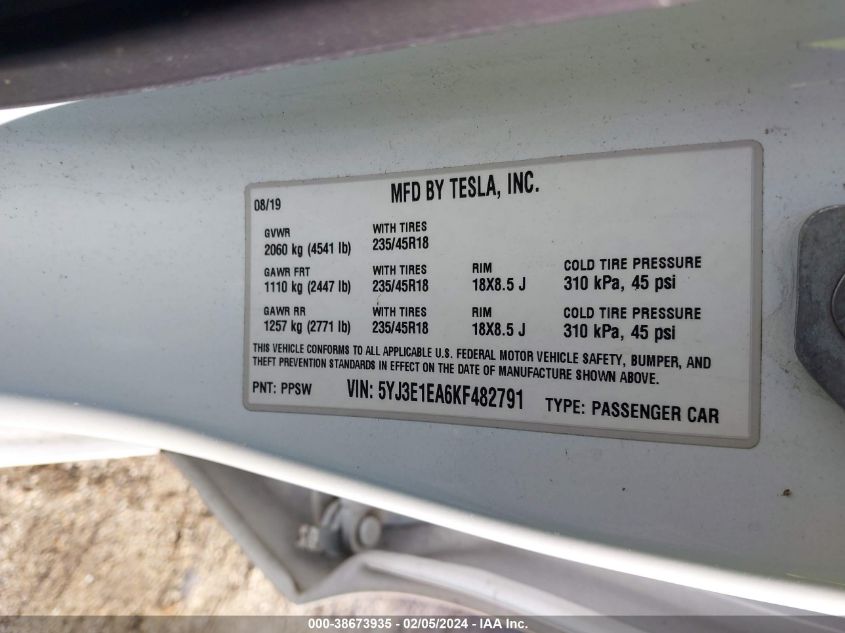 MFD BY TESLA, INC.
08/19
GVWR WITH TIRES
2060 kg (4541 lb) 235/45R18
GAWR FRT WITH TIRES RIM COLD TIRE PRESSURE
1110 kg (2447 lb) 235/45R18 18X8.5 J 310 kPa, 45 psi
GAWR RR WITH TIRES RIM COLD TIRE PRESSURE
1257 kg (2771 lb) 235/45R18 18X8.5 J 310 kPa, 45 psi
THIS VEHICLE CONFORMS TO ALL APPLICABLE U.S. FEDERAL MOTOR VEHICLE SAFETY, BUMPER, AND
THEFT PREVENTION STANDARDS IN EFFECT ON THE DATE OF MANUFACTURE SHOWN ABOVE.
PNT: PPSW VIN: 5YJ3E1EA6KF482791 TYPE: PASSENGER CAR
000-38673935 - 02/05/2024 - IAA Inc.